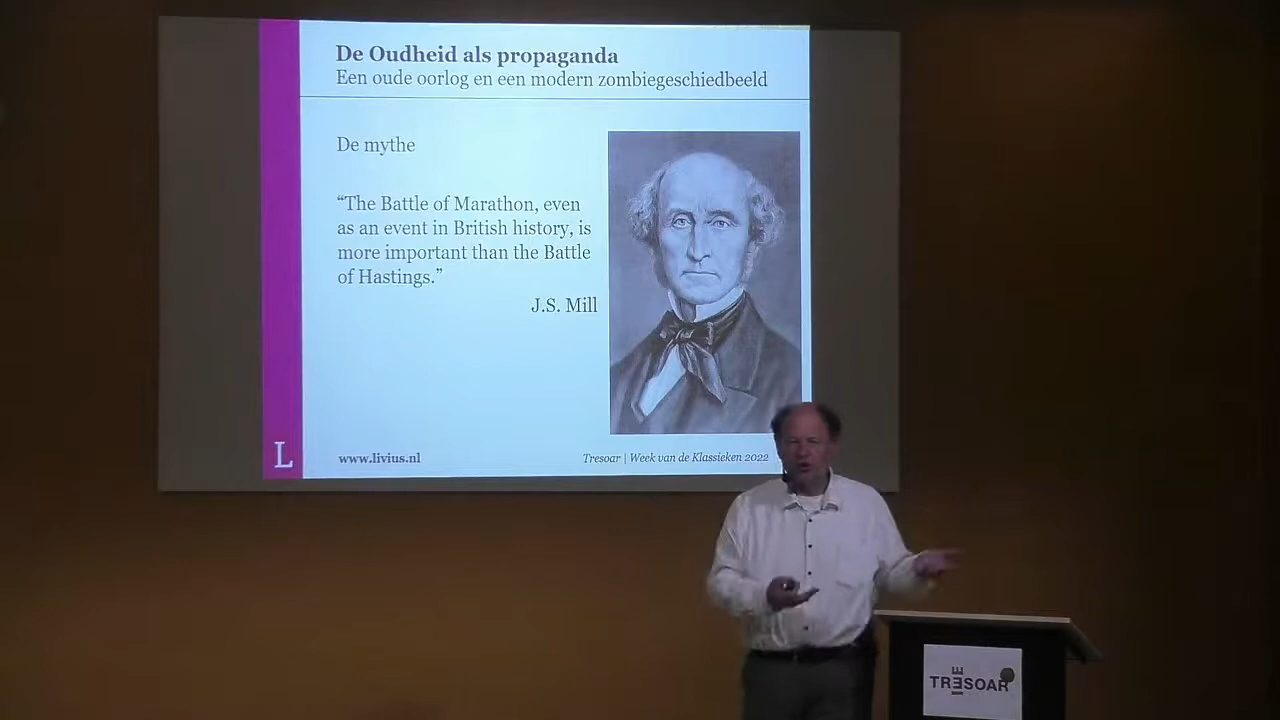 De Oudheid als propaganda
Een oude oorlog en een modern zombiegeschiedbeeld
De mythe
“The Battle of Marathon, even
as an event in British history, is
more important than the Battle
of Hastings.”
J.S. Mill
L
www.livius.nl
Tresoar | Week van de Klassieken 2022
TRESOAR